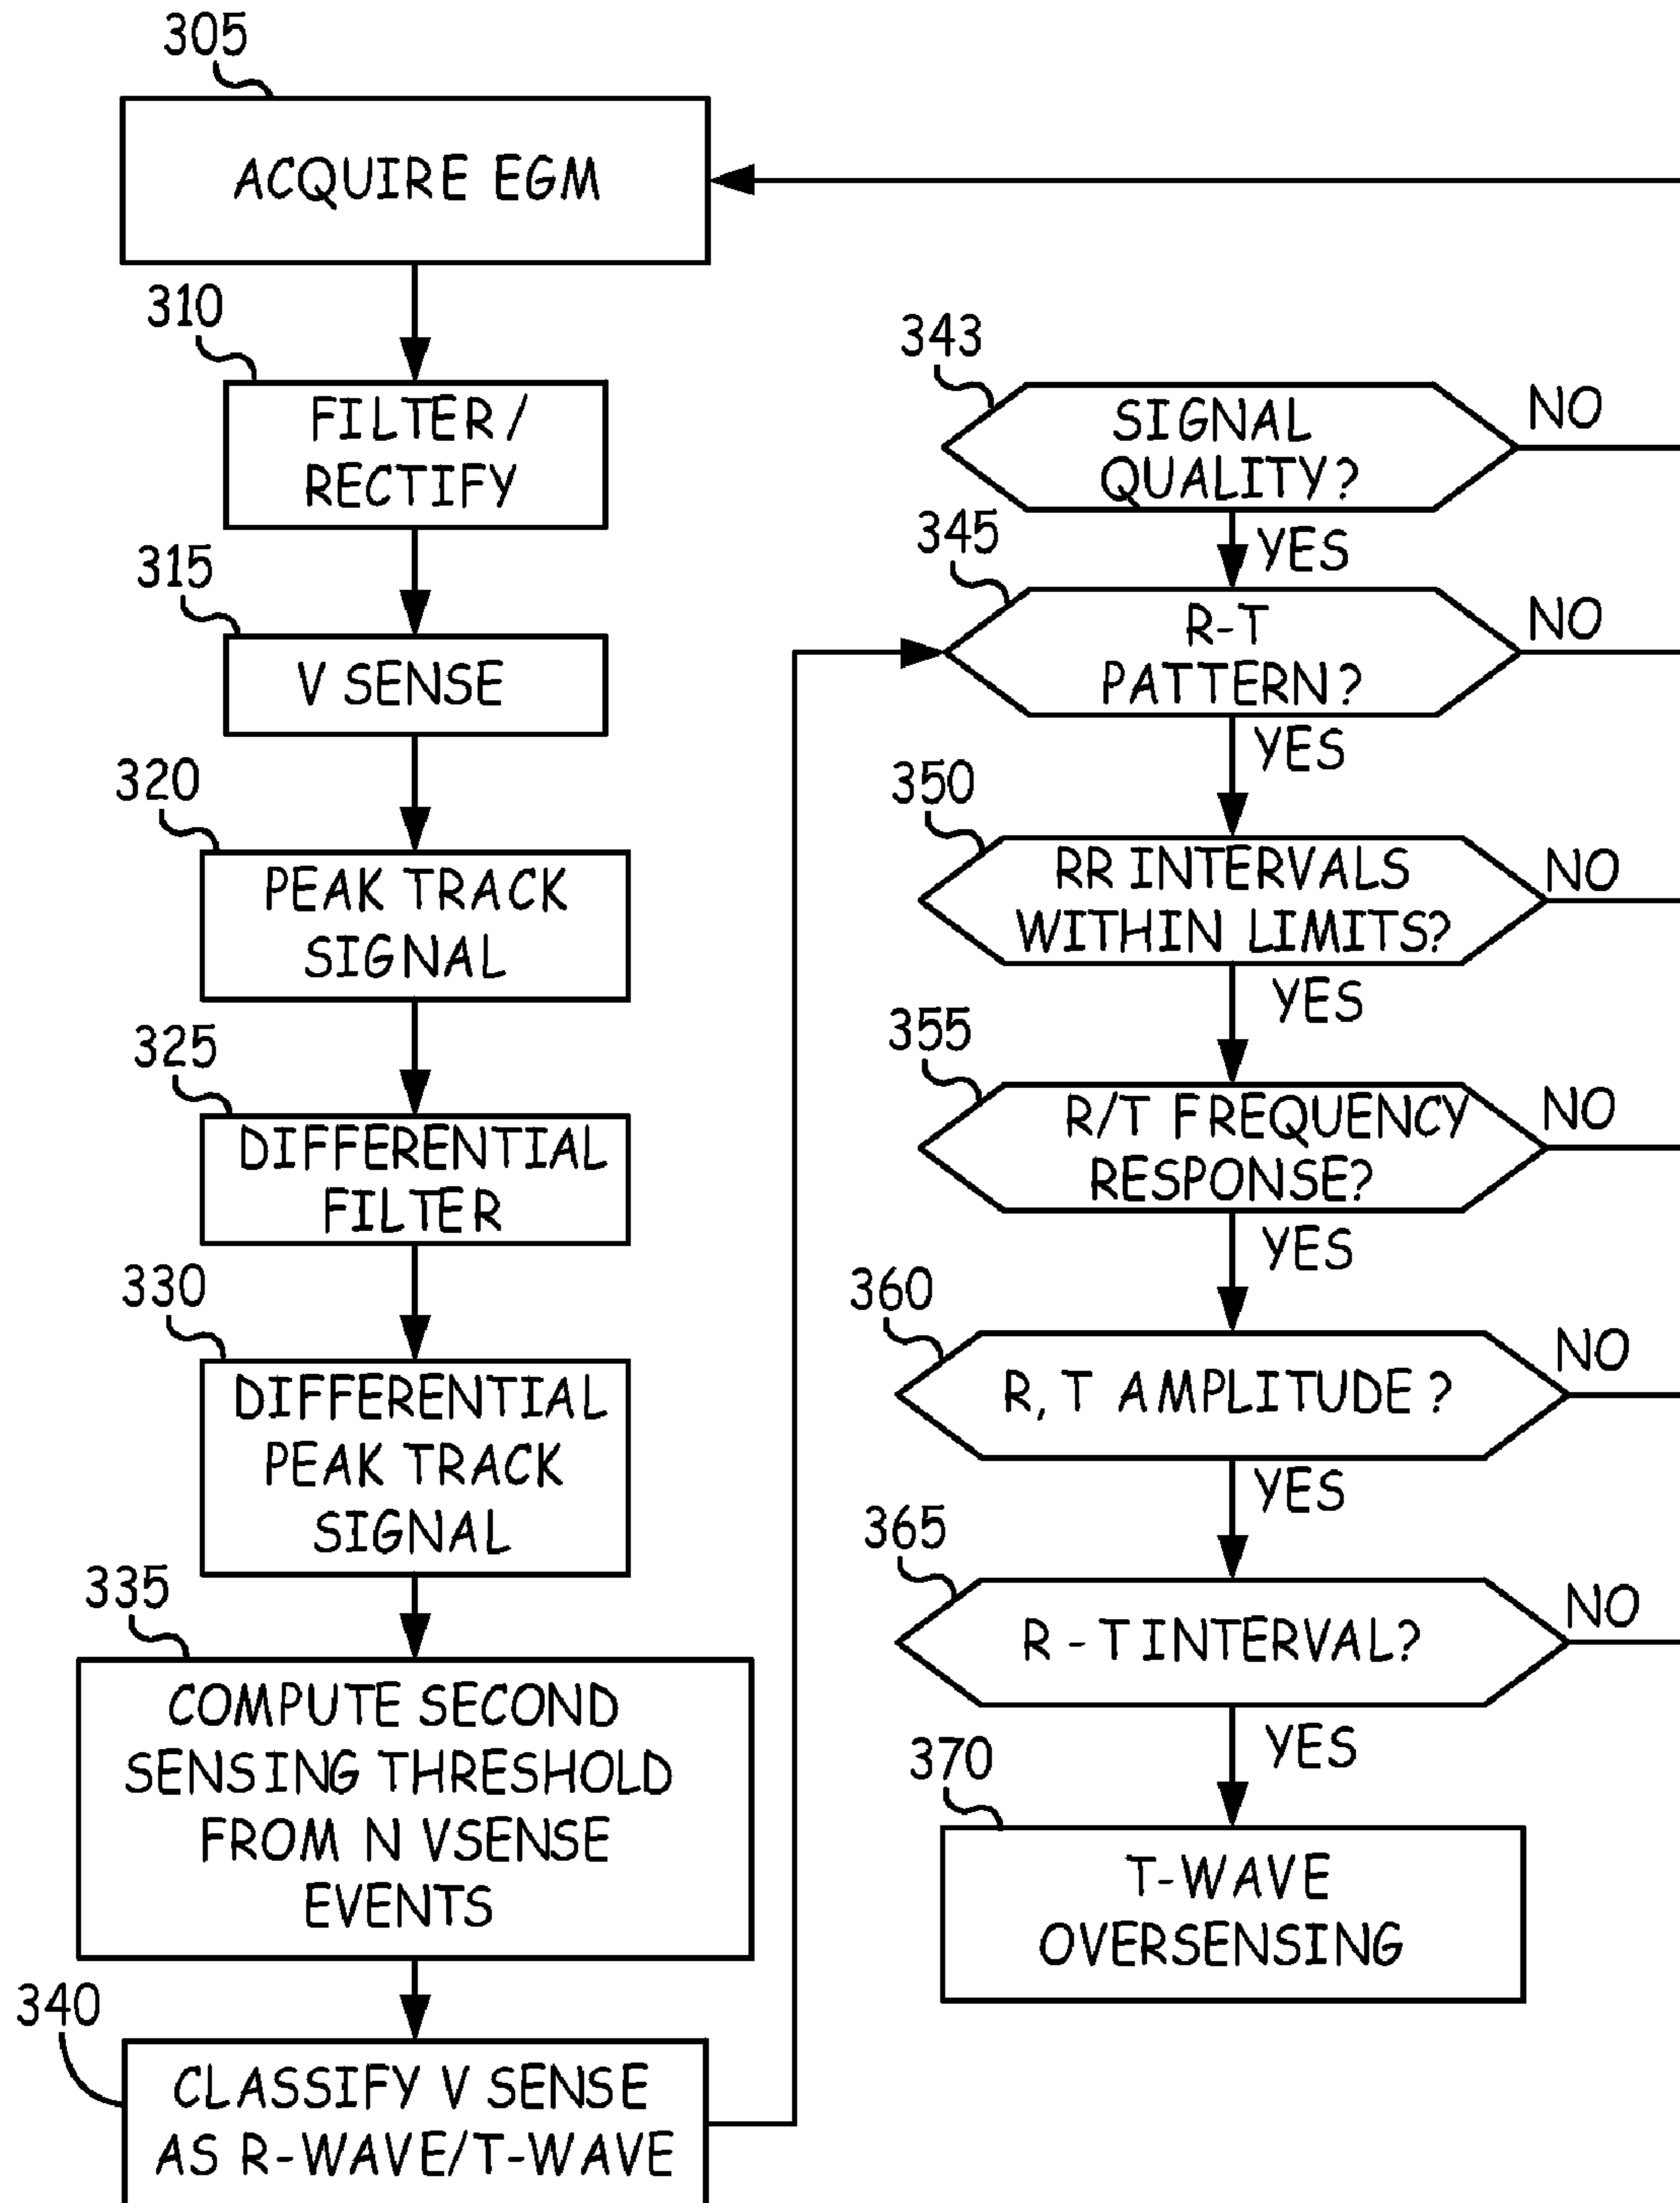 305
ACQUIRE EGM
310
FILTER /
RECTIFY
315
V SENSE
320
PEAK TRACK
SIGNAL
325
DIFFERENTIAL
FILTER
330
DIFFERENTIAL
PEAK TRACK
SIGNAL
335
COMPUTE SECOND
SENSING THRESHOLD
FROM N VSENSE
EVENTS
340
CLASSIFY V SENSE
AS R-WAVE/T-WAVE
343
SIGNAL
QUALITY?
NO
YES
345
R-T
PATTERN?
NO
YES
350
RR INTERVALS
WITHIN LIMITS?
NO
YES
355
R/T FREQUENCY
RESPONSE?
NO
YES
360
R, T AMPLITUDE ?
NO
YES
365
R - T INTERVAL?
NO
YES
370
T-WAVE
OVERSENSING